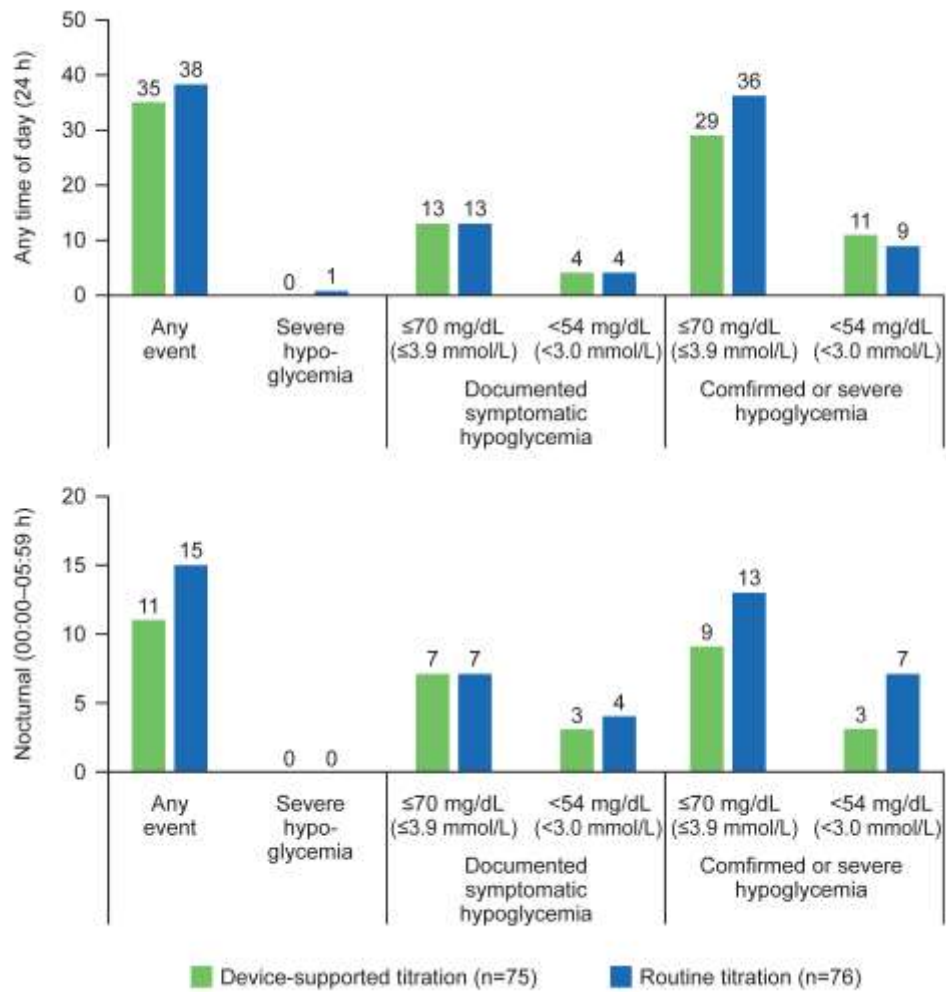 50
40
30
20
10
0
Any time of day (24 h)
35 38
0 1
13 13
4 4
29 36
11 9
Any
event
Severe
hypo-
glycemia
≤70 mg/dL
(≤3.9 mmol/L)
<54 mg/dL
(<3.0 mmol/L)
Documented
symptomatic
hypoglycemia
≤70 mg/dL
(≤3.9 mmol/L)
<54 mg/dL
(<3.0 mmol/L)
Comfirmed or severe
hypoglycemia
20
15
10
5
0
Nocturnal (00:00–05:59 h)
11 15
0 0
7 7
3 4
9 13
3 7
Any
event
Severe
hypo-
glycemia
≤70 mg/dL
(≤3.9 mmol/L)
<54 mg/dL
(<3.0 mmol/L)
Documented
symptomatic
hypoglycemia
≤70 mg/dL
(≤3.9 mmol/L)
<54 mg/dL
(<3.0 mmol/L)
Comfirmed or severe
hypoglycemia
Device-supported titration (n=75) Routine titration (n=76)